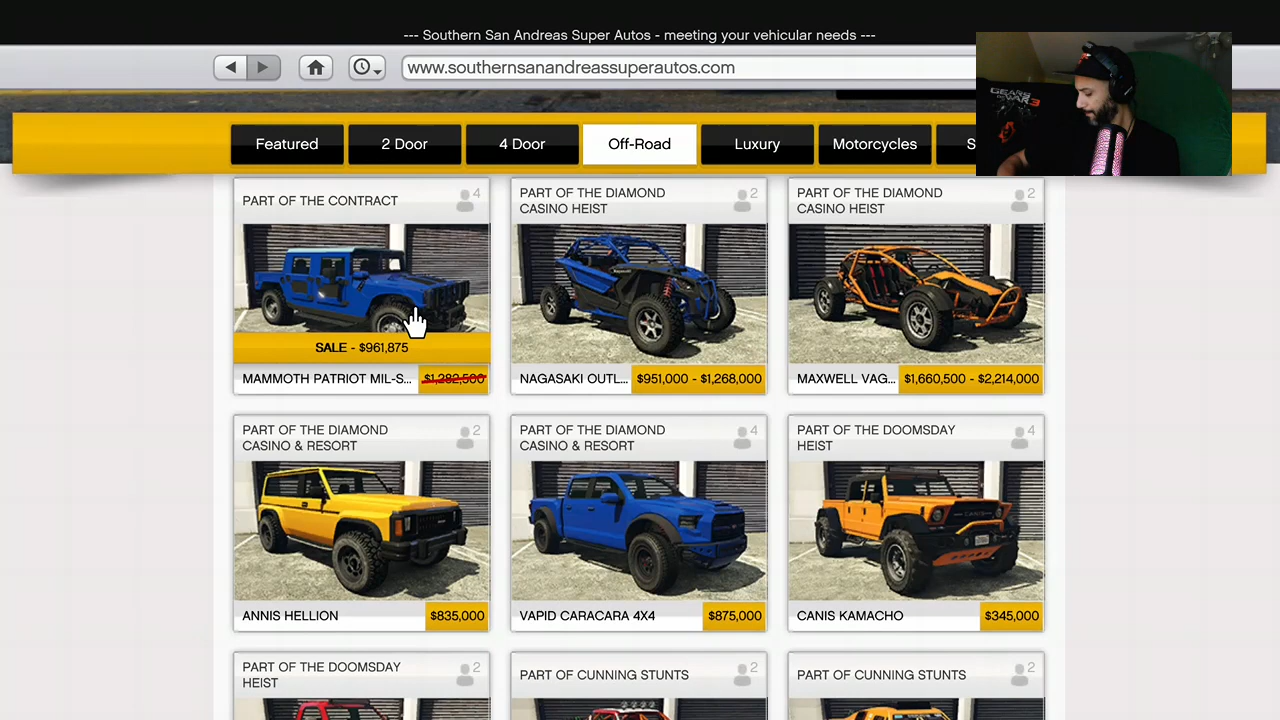 --- Southern San Andreas Super Autos - meeting your vehicular needs ---
www.southernsanandreassuperautos.com
GEARS
OF WAR 3
Featured 2 Door 4 Door Off-Road Luxury Motorcycles S
PART OF THE CONTRACT 4
PART OF THE DIAMOND
CASINO HEIST 2
PART OF THE DIAMOND
CASINO HEIST 2
SALE - $961,875
MAMMOTH PATRIOT MIL-S... $1,282,500
NAGASAKI OUTL... $951,000 - $1,268,000
MAXWELL VAG... $1,660,500 - $2,214,000
PART OF THE DIAMOND
CASINO & RESORT 2
PART OF THE DIAMOND
CASINO & RESORT 4
PART OF THE DOOMSDAY
HEIST 4
CANIS
ANNIS HELLION $835,000
VAPID CARACARA 4X4 $875,000
CANIS KAMACHO $345,000
PART OF THE DOOMSDAY
HEIST 2
PART OF CUNNING STUNTS 2
PART OF CUNNING STUNTS 2